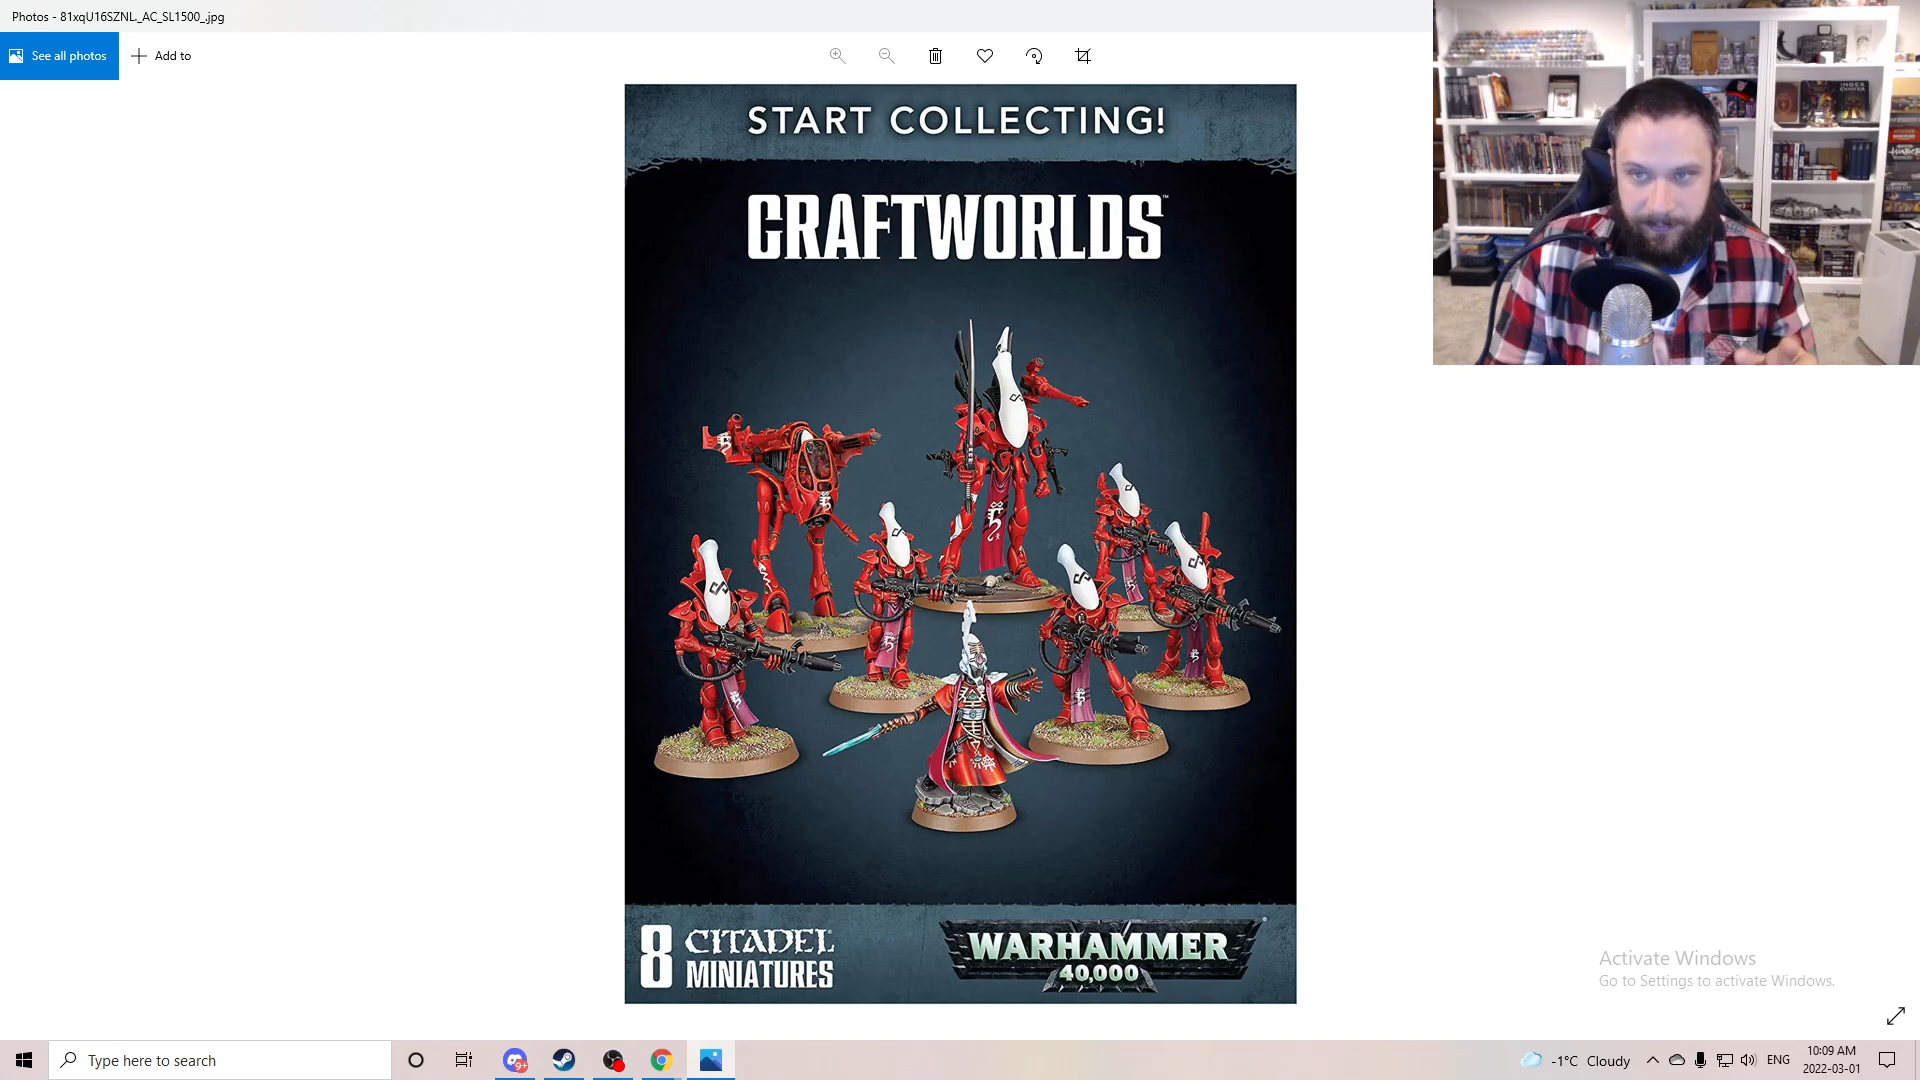 Photos - 81xqU16SZNL._AC_SL1500_.jpg
See all photos
Add to
START COLLECTING!
CRAFTWORLDS™
8 CITADEL®
MINIATURES
WARHAMMER®
40,000
Activate Windows
Go to Settings to activate Windows.
Type here to search
9+
-1°C Cloudy
ENG
10:09 AM
2022-03-01